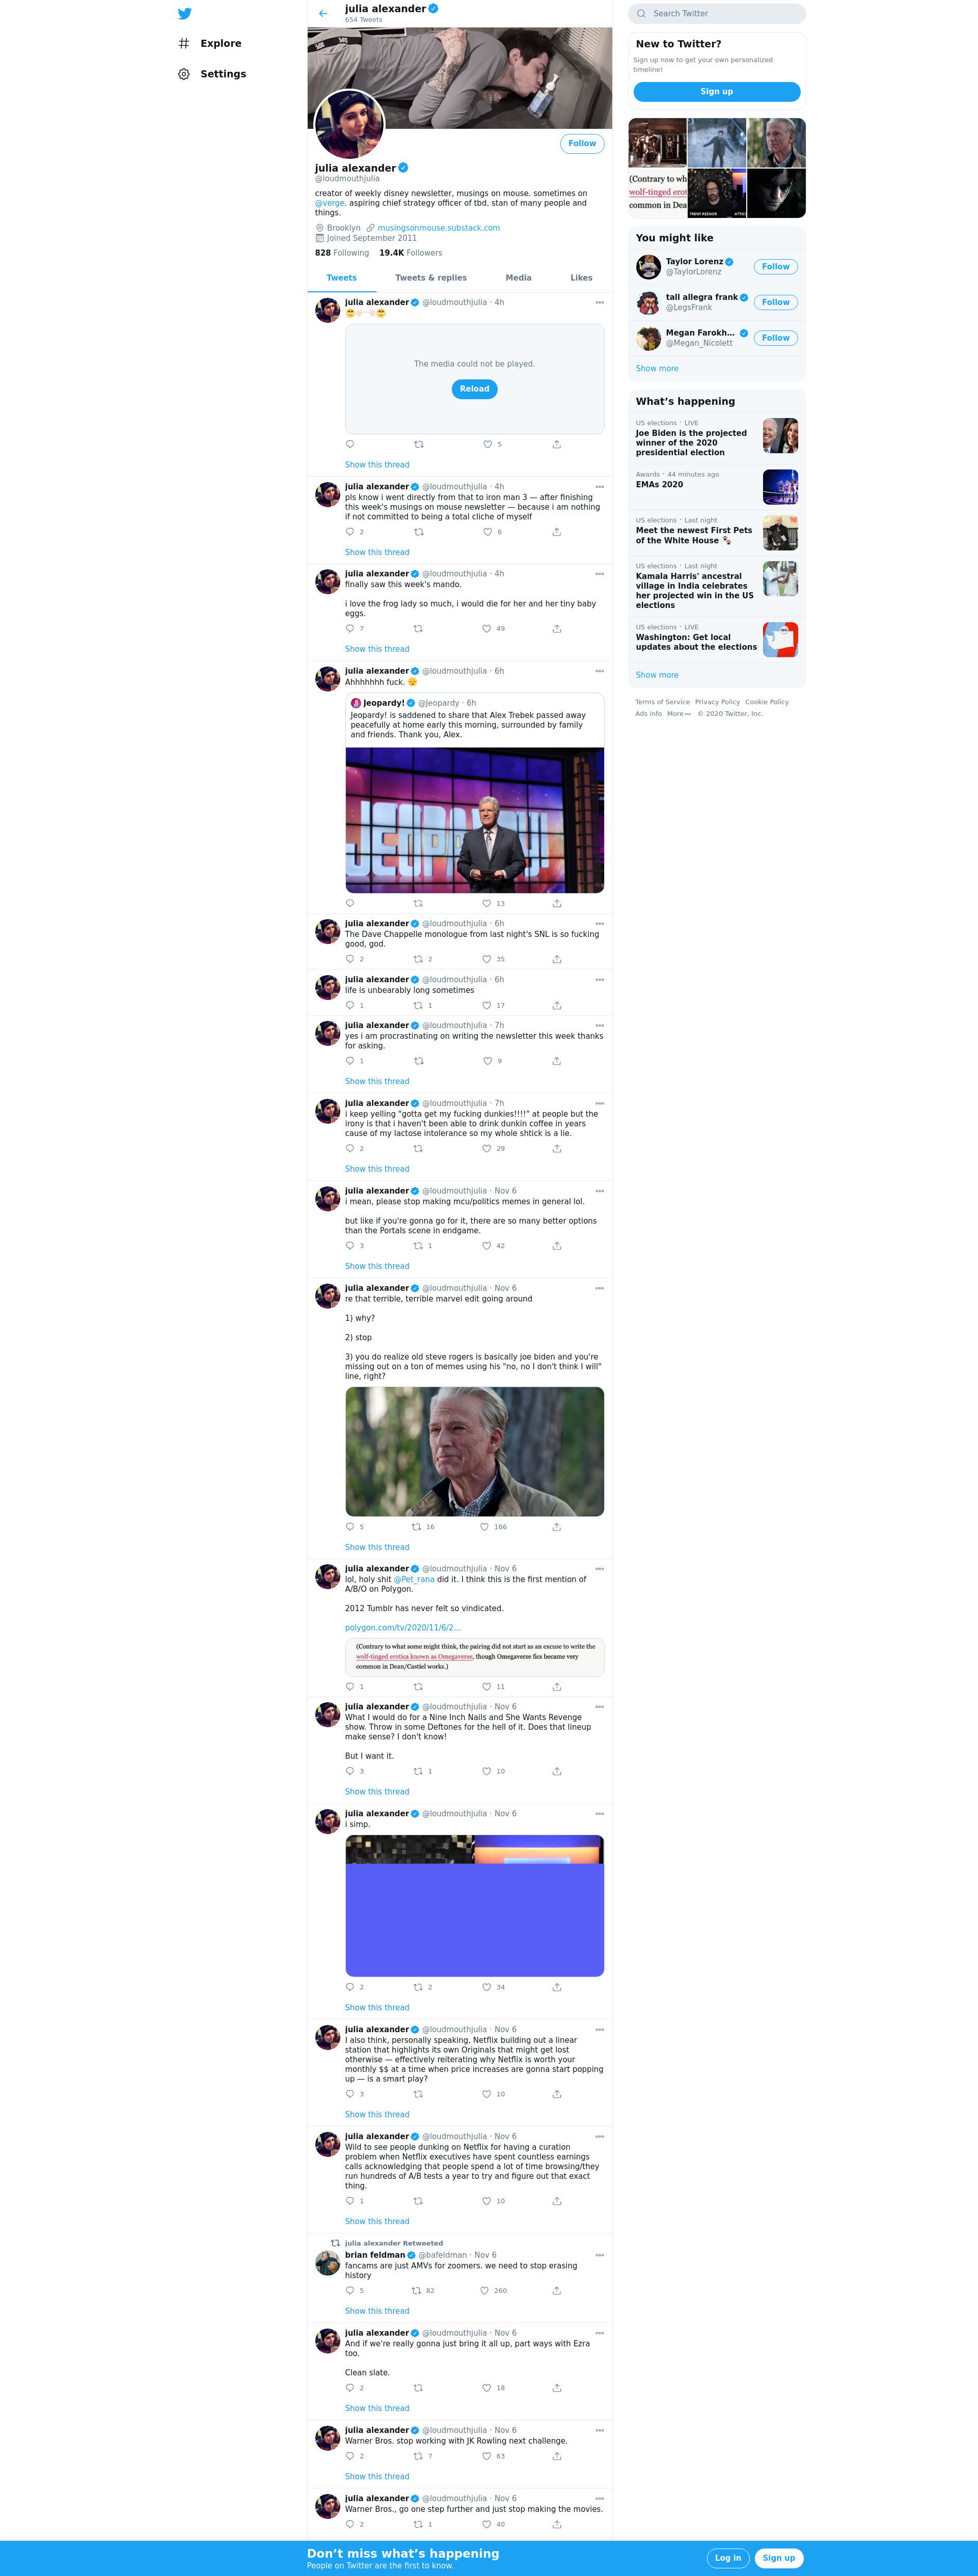 Explore
Settings
julia alexander
654 Tweets
Follow
julia alexander
@loudmouthjulia
creator of weekly disney newsletter, musings on mouse. sometimes on
@verge. aspiring chief strategy officer of tbd. stan of many people and
things.
Brooklyn musingsonmouse.substack.com
Joined September 2011
828 Following 19.4K Followers
Tweets Tweets & replies Media Likes
julia alexander @loudmouthjulia · 4h
The media could not be played.
Reload
5
Show this thread
julia alexander @loudmouthjulia · 4h
pls know i went directly from that to iron man 3 — after finishing
this week's musings on mouse newsletter — because i am nothing
if not committed to being a total cliche of myself
2 6
Show this thread
julia alexander @loudmouthjulia · 4h
finally saw this week's mando.
i love the frog lady so much, i would die for her and her tiny baby
eggs.
7 49
Show this thread
julia alexander @loudmouthjulia · 6h
Ahhhhhhh fuck. 😔
Jeopardy! @Jeopardy · 6h
Jeopardy! is saddened to share that Alex Trebek passed away
peacefully at home early this morning, surrounded by family
and friends. Thank you, Alex.
JEOPARDY!
13
julia alexander @loudmouthjulia · 6h
The Dave Chappelle monologue from last night's SNL is so fucking
good, god.
2 2 35
julia alexander @loudmouthjulia · 6h
life is unbearably long sometimes
1 1 17
julia alexander @loudmouthjulia · 7h
yes i am procrastinating on writing the newsletter this week thanks
for asking.
1 9
Show this thread
julia alexander @loudmouthjulia · 7h
i keep yelling "gotta get my fucking dunkies!!!!" at people but the
irony is that i haven't been able to drink dunkin coffee in years
cause of my lactose intolerance so my whole shtick is a lie.
2 29
Show this thread
julia alexander @loudmouthjulia · Nov 6
i mean, please stop making mcu/politics memes in general lol.
but like if you're gonna go for it, there are so many better options
than the Portals scene in endgame.
3 1 42
Show this thread
julia alexander @loudmouthjulia · Nov 6
re that terrible, terrible marvel edit going around
1) why?
2) stop
3) you do realize old steve rogers is basically joe biden and you're
missing out on a ton of memes using his "no, no I don't think I will"
line, right?
5 16 166
Show this thread
julia alexander @loudmouthjulia · Nov 6
lol, holy shit @Pet_rana did it. I think this is the first mention of
A/B/O on Polygon.
2012 Tumblr has never felt so vindicated.
polygon.com/tv/2020/11/6/2…
(Contrary to what some might think, the pairing did not start as an excuse to write the
wolf-tinged erotica known as Omegaverse, though Omegaverse fics became very
common in Dean/Castiel works.)
1 11
julia alexander @loudmouthjulia · Nov 6
What I would do for a Nine Inch Nails and She Wants Revenge
show. Throw in some Deftones for the hell of it. Does that lineup
make sense? I don't know!
But I want it.
3 1 10
Show this thread
julia alexander @loudmouthjulia · Nov 6
i simp.
2 2 34
Show this thread
julia alexander @loudmouthjulia · Nov 6
I also think, personally speaking, Netflix building out a linear
station that highlights its own Originals that might get lost
otherwise — effectively reiterating why Netflix is worth your
monthly $$ at a time when price increases are gonna start popping
up — is a smart play?
3 10
Show this thread
julia alexander @loudmouthjulia · Nov 6
Wild to see people dunking on Netflix for having a curation
problem when Netflix executives have spent countless earnings
calls acknowledging that people spend a lot of time browsing/they
run hundreds of A/B tests a year to try and figure out that exact
thing.
1 10
Show this thread
julia alexander Retweeted
brian feldman @bafeldman · Nov 6
fancams are just AMVs for zoomers. we need to stop erasing
history
5 82 260
Show this thread
julia alexander @loudmouthjulia · Nov 6
And if we're really gonna just bring it all up, part ways with Ezra
too.
Clean slate.
2 18
Show this thread
julia alexander @loudmouthjulia · Nov 6
Warner Bros. stop working with JK Rowling next challenge.
2 7 63
Show this thread
julia alexander @loudmouthjulia · Nov 6
Warner Bros., go one step further and just stop making the movies.
2 1 40
Search Twitter
New to Twitter?
Sign up now to get your own personalized
timeline!
Sign up
(Contrary to wh
wolf-tinged erot
common in Dea
TRENT REZNOR
You might like
Taylor Lorenz
@TaylorLorenz
Follow
tall allegra frank
@LegsFrank
Follow
Megan Farokh…
@Megan_Nicolett
Follow
Show more
What's happening
US elections · LIVE
Joe Biden is the projected
winner of the 2020
presidential election
Awards · 44 minutes ago
EMAs 2020
US elections · Last night
Meet the newest First Pets
of the White House 🐾
US elections · Last night
Kamala Harris' ancestral
village in India celebrates
her projected win in the US
elections
US elections · LIVE
Washington: Get local
updates about the elections
Show more
Terms of Service Privacy Policy Cookie Policy
Ads info More © 2020 Twitter, Inc.
Don't miss what's happening
People on Twitter are the first to know.
Log in
Sign up